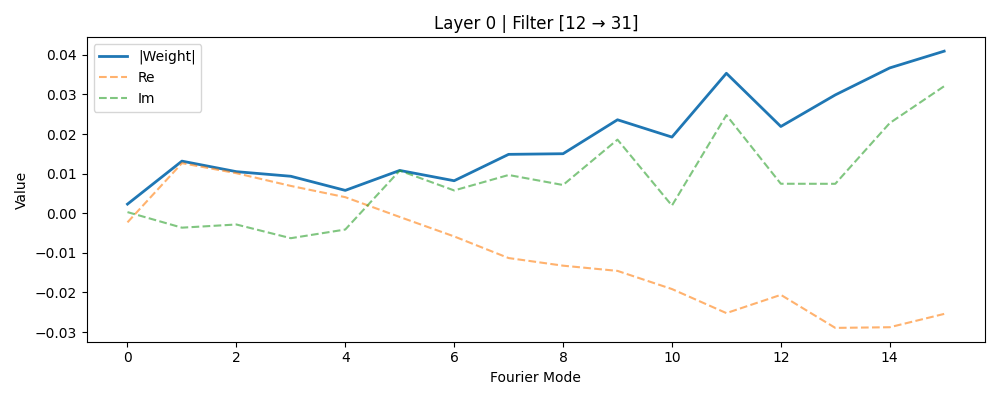 Layer 0 | Filter [12 → 31]
|Weight|
Re
Im
0.04
0.03
0.02
0.01
0.00
−0.01
−0.02
−0.03
Value
0 2 4 6 8 10 12 14
Fourier Mode